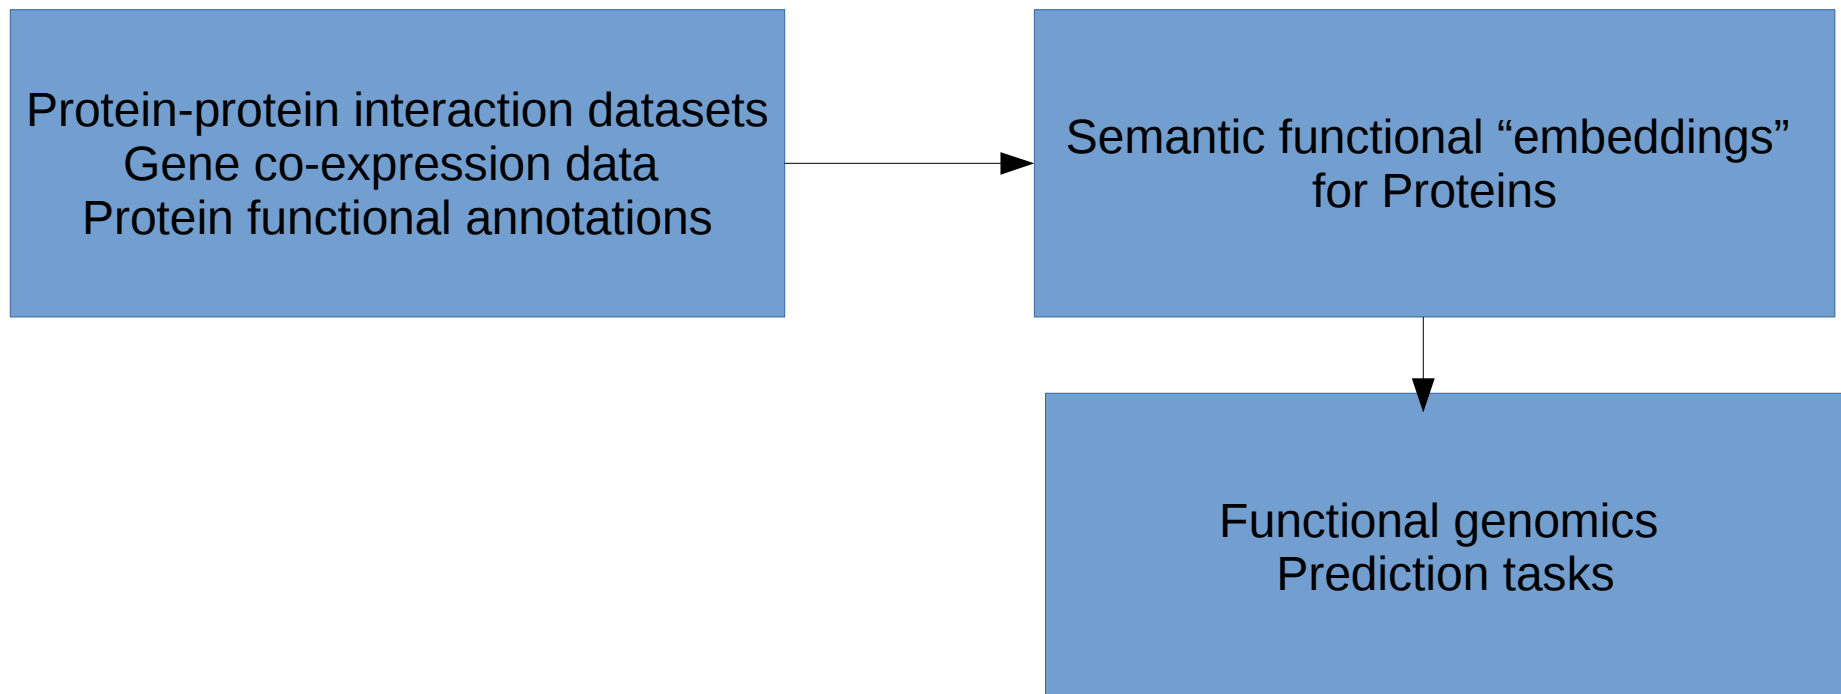 Protein-protein interaction datasets
Gene co-expression data
Protein functional annotations
Semantic functional “embeddings”
for Proteins
Functional genomics
Prediction tasks